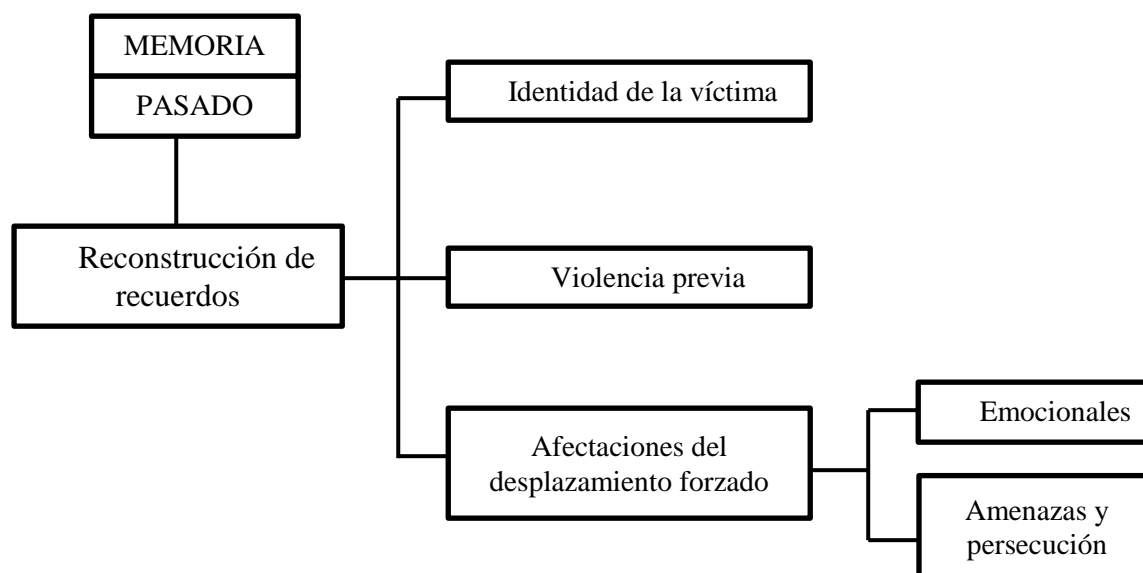 MEMORIA
PASADO
Reconstrucción de
recuerdos
Identidad de la víctima
Violencia previa
Afectaciones del
desplazamiento forzado
Emocionales
Amenazas y
persecución